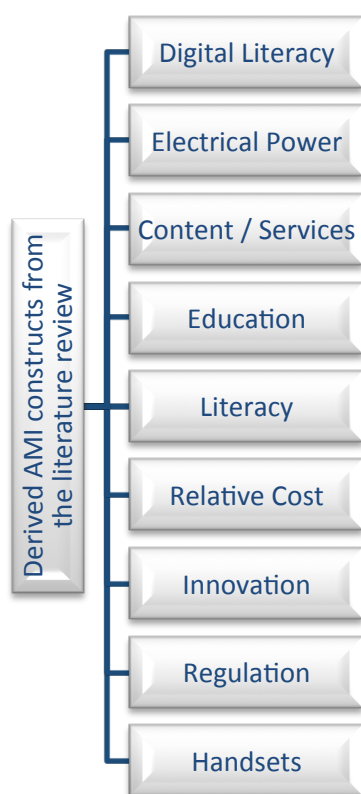 Derived AMI constructs from
the literature review
Digital Literacy
Electrical Power
Content / Services
Education
Literacy
Relative Cost
Innovation
Regulation
Handsets